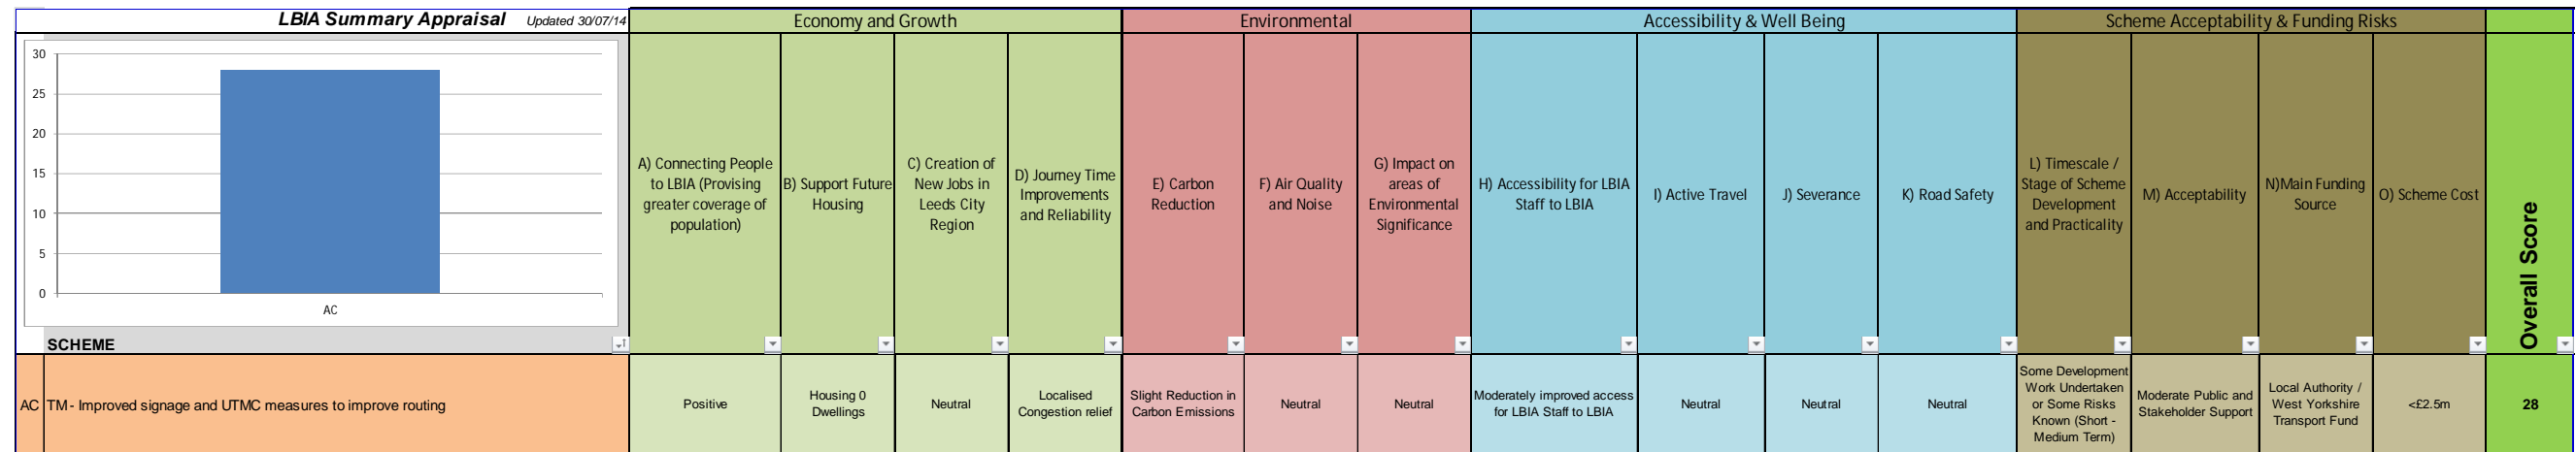 LBIA Summary Appraisal Updated 30/07/14
Economy and Growth
Environmental
Accessibility & Well Being
Scheme Acceptability & Funding Risks
30
25
20
15
10
5
0
AC
SCHEME
A) Connecting People
to LBIA (Provising
greater coverage of
population)
B) Support Future
Housing
C) Creation of
New Jobs in
Leeds City
Region
D) Journey Time
Improvements
and Reliability
E) Carbon
Reduction
F) Air Quality
and Noise
G) Impact on
areas of
Environmental
Significance
H) Accessibility for LBIA
Staff to LBIA
I) Active Travel
J) Severance
K) Road Safety
L) Timescale /
Stage of Scheme
Development
and Practicality
M) Acceptability
N)Main Funding
Source
O) Scheme Cost
Overall Score
AC
TM - Improved signage and UTMC measures to improve routing
Positive
Housing 0
Dwellings
Neutral
Localised
Congestion relief
Slight Reduction in
Carbon Emissions
Neutral
Neutral
Moderately improved access
for LBIA Staff to LBIA
Neutral
Neutral
Neutral
Some Development
Work Undertaken
or Some Risks
Known (Short -
Medium Term)
Moderate Public and
Stakeholder Support
Local Authority /
West Yorkshire
Transport Fund
<£2.5m
28